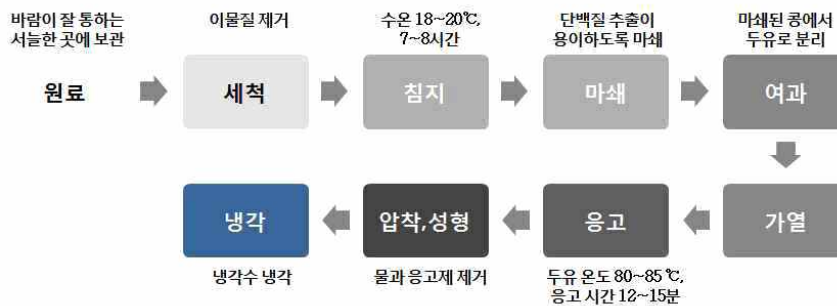 바람이 잘 통하는
서늘한 곳에 보관
원료
이물질 제거
세척
수온 18~20℃,
7~8시간
침지
단백질 추출이
용이하도록 마쇄
마쇄
마쇄된 콩에서
두유로 분리
여과
가열
응고
두유 온도 80~85℃,
응고 시간 12~15분
압착,성형
물과 응고제 제거
냉각
냉각수 냉각